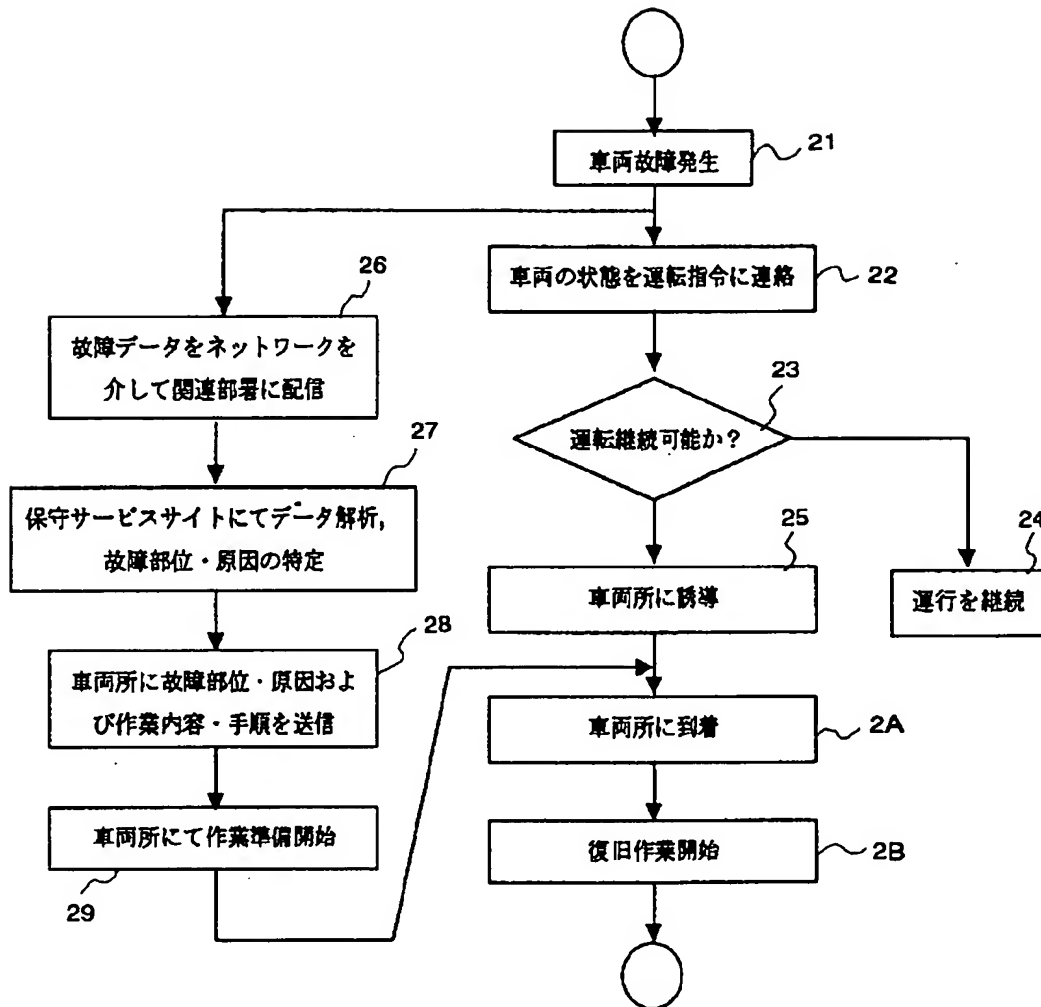 車両故障発生
21
車両の状態を運転指令に連絡
22
26
故障データをネットワークを
介して関連部署に配信
23
運転継続可能か?
27
保守サービスサイトにてデータ解析,
故障部位・原因の特定
25
車両所に誘導
24
運行を継続
28
車両所に故障部位・原因およ
び作業内容・手順を送信
車両所に到着
2A
車両所にて作業準備開始
29
復旧作業開始
2B